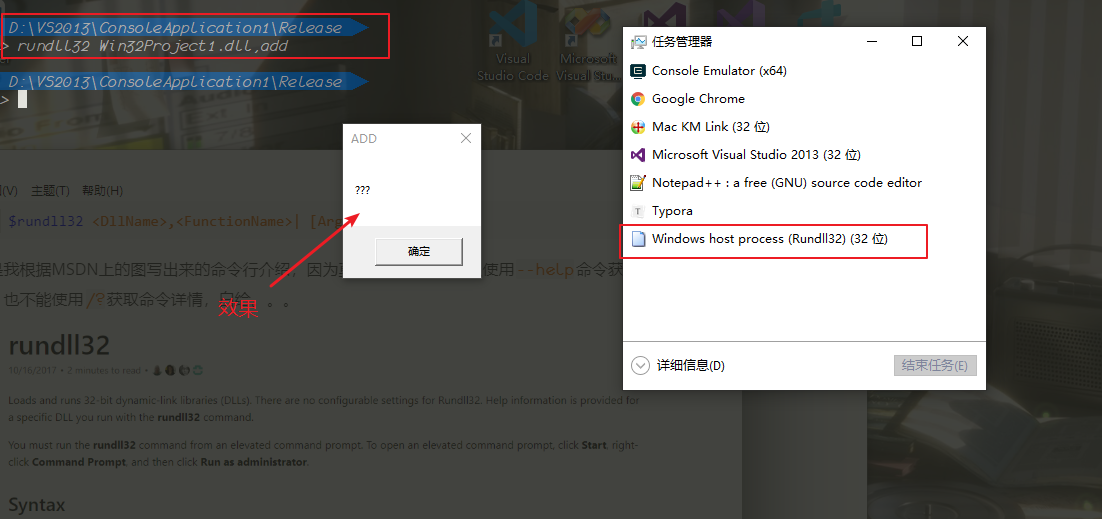 D:\VS2013\ConsoleApplication1\Release
> rundll32 Win32Project1.dll,add
D:\VS2013\ConsoleApplication1\Release
>
Visual
Studio Code
Microsoft
Visual Stu...
(V) 主题(T) 帮助(H)
$rundll32 <DllName>,<FunctionName>| [Arg
ADD
???
确定
效果
是我根据MSDN上的图写出来的命令行介绍，因为
使用--help命令获
也不能使用/?获取命令详情，
rundll32
10/16/2017 • 2 minutes to read •
Loads and runs 32-bit dynamic-link libraries (DLLs). There are no configurable settings for Rundll32. Help information is provided for
a specific DLL you run with the rundll32 command.
You must run the rundll32 command from an elevated command prompt. To open an elevated command prompt, click Start, right-
click Command Prompt, and then click Run as administrator.
Syntax
任务管理器
Console Emulator (x64)
Google Chrome
Mac KM Link (32 位)
Microsoft Visual Studio 2013 (32 位)
Notepad++ : a free (GNU) source code editor
Typora
Windows host process (Rundll32) (32 位)
详细信息(D)
结束任务(E)